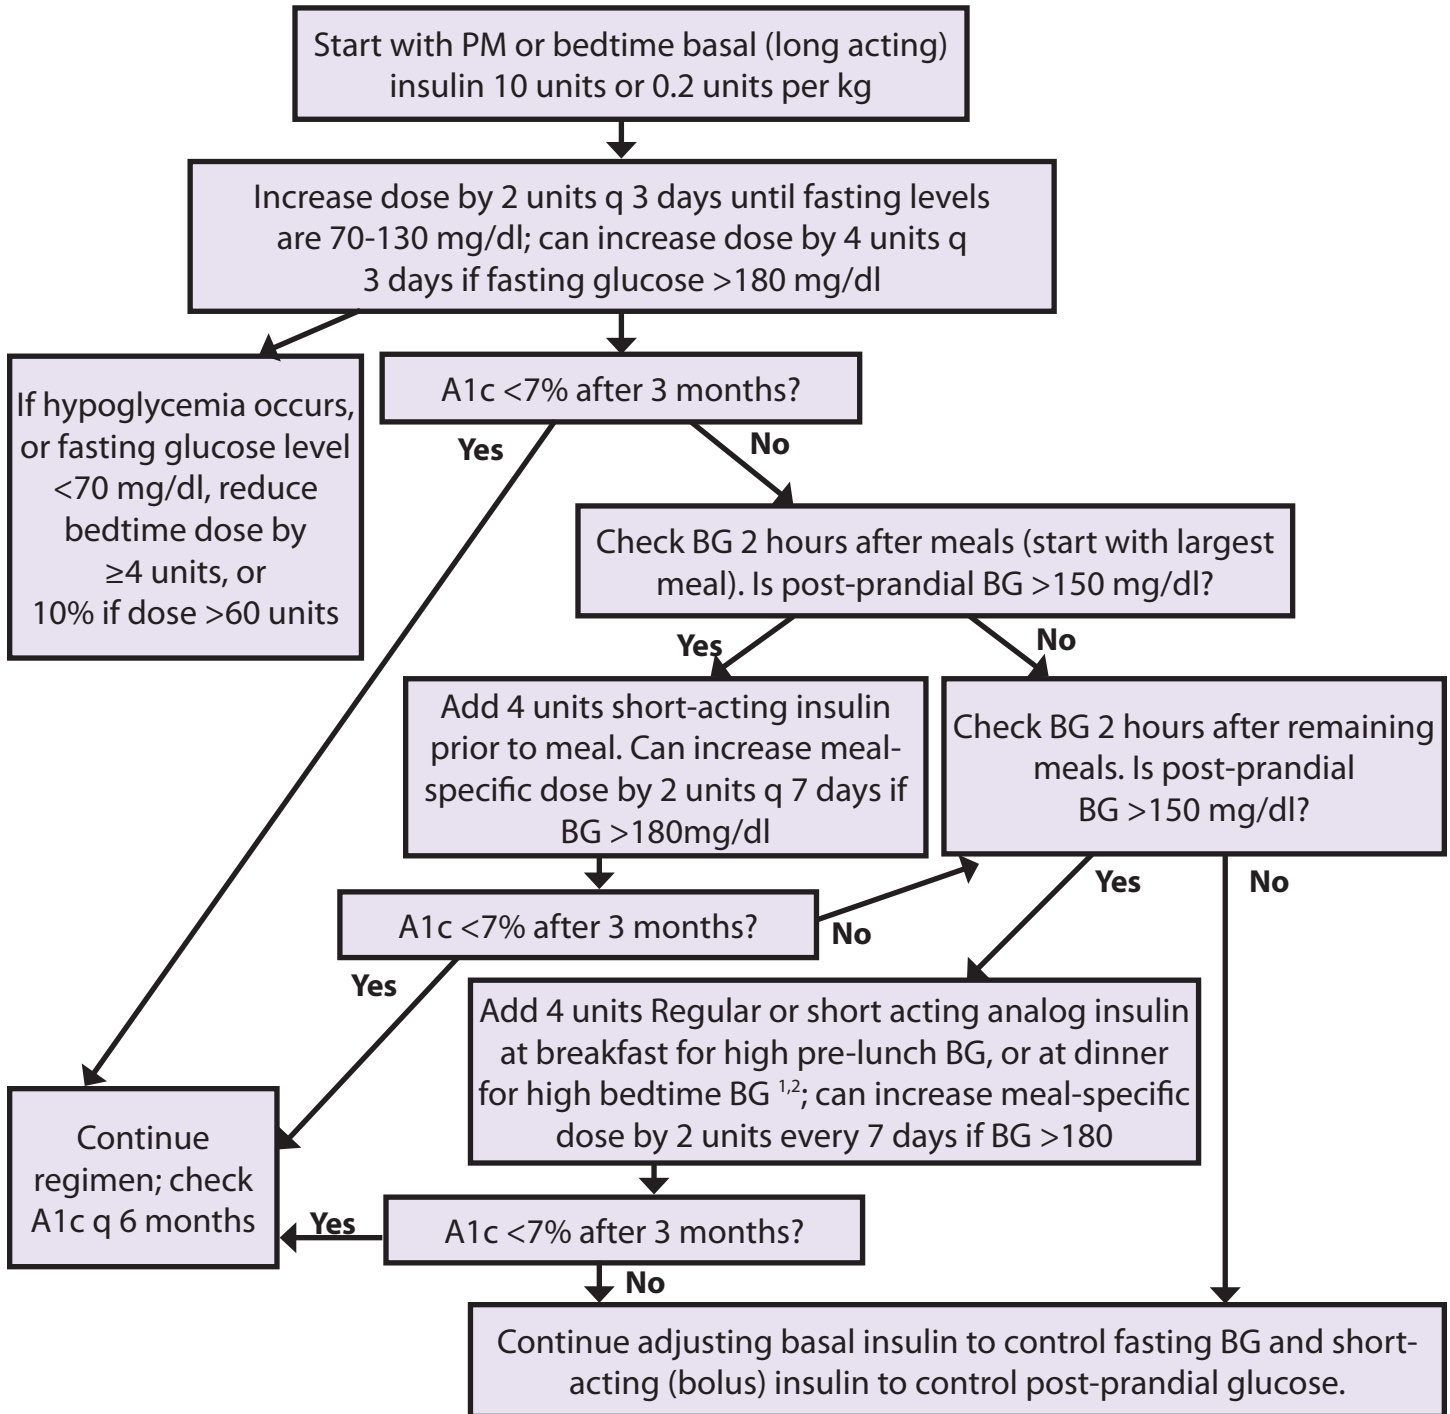 Start with PM or bedtime basal (long acting)
insulin 10 units or 0.2 units per kg
Increase dose by 2 units q 3 days until fasting levels
are 70-130 mg/dl; can increase dose by 4 units q
3 days if fasting glucose >180 mg/dl
If hypoglycemia occurs,
or fasting glucose level
<70 mg/dl, reduce
bedtime dose by
≥4 units, or
10% if dose >60 units
A1c <7% after 3 months?
Yes
No
Check BG 2 hours after meals (start with largest
meal). Is post-prandial BG >150 mg/dl?
Yes
No
Add 4 units short-acting insulin
prior to meal. Can increase meal-
specific dose by 2 units q 7 days if
BG >180mg/dl
Check BG 2 hours after remaining
meals. Is post-prandial
BG >150 mg/dl?
A1c <7% after 3 months?
No
Yes
Yes
No
Add 4 units Regular or short acting analog insulin
at breakfast for high pre-lunch BG, or at dinner
for high bedtime BG 1,2; can increase meal-specific
dose by 2 units every 7 days if BG >180
Continue
regimen; check
A1c q 6 months
Yes
A1c <7% after 3 months?
No
Continue adjusting basal insulin to control fasting BG and short-
acting (bolus) insulin to control post-prandial glucose.